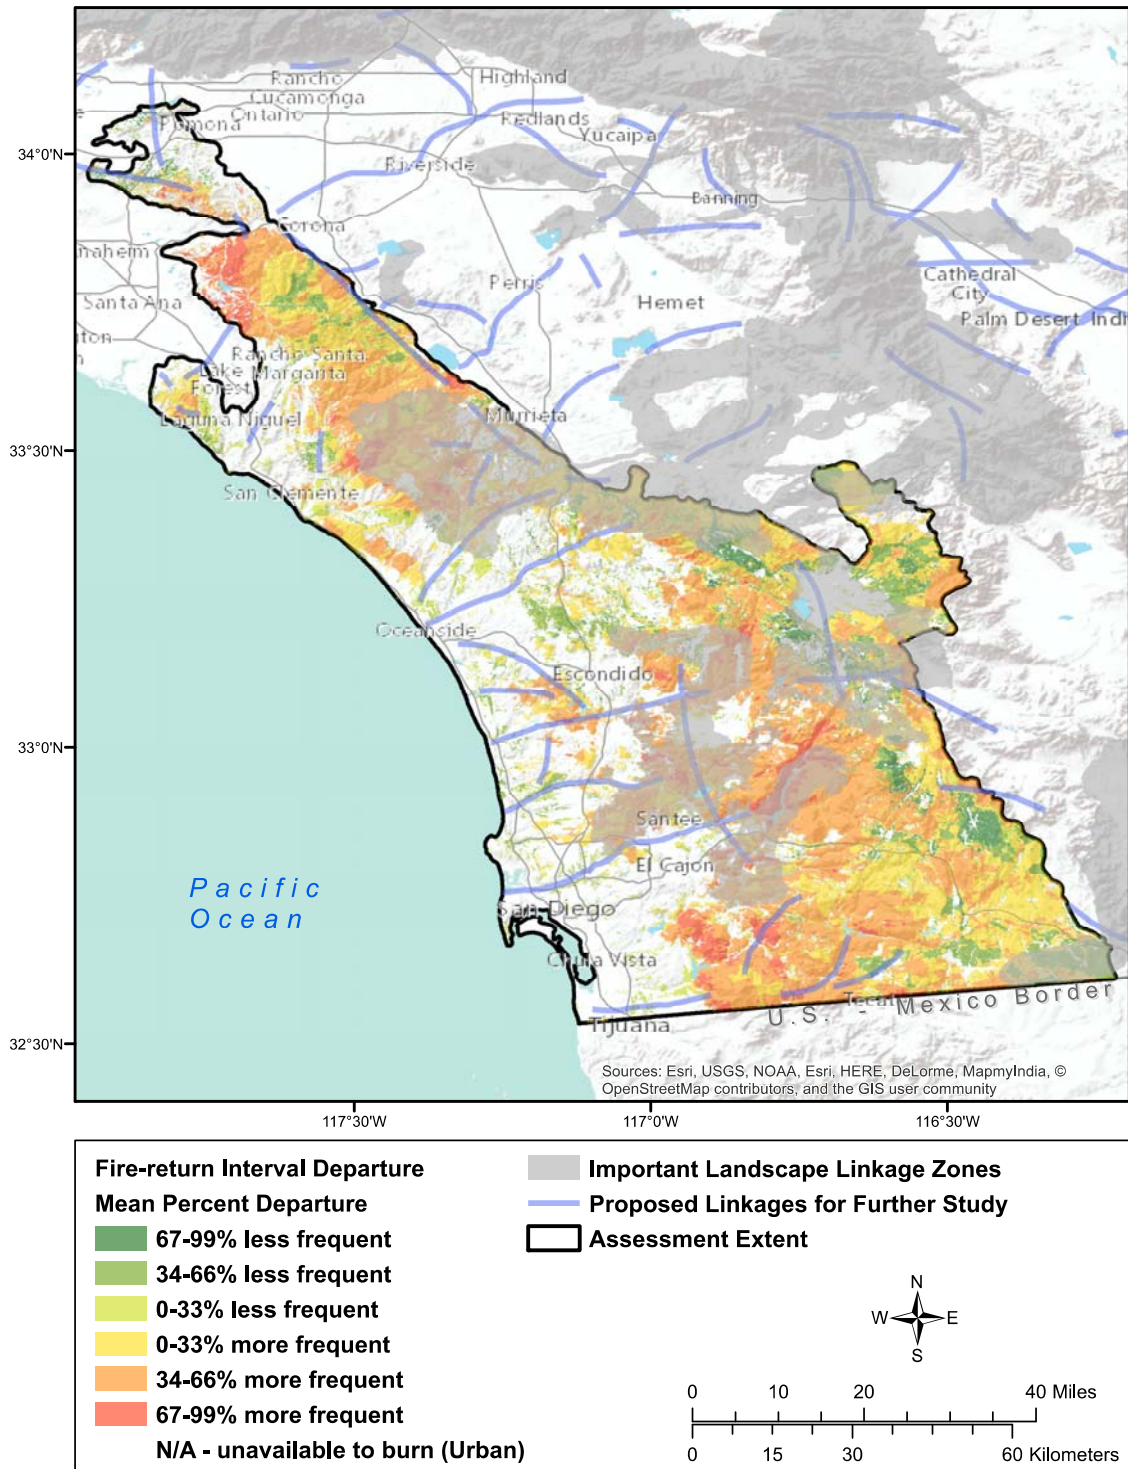 Rancho
Cucamonga
Ontario
Highland
Redlands
Yucaipa
Pomona
34°0'N
Riverside
Banning
Corona
naheim
Perris
Cathedral
City
Santa Ana
Hemet
Palm Desert Indi
Rancho Santa
Margarita
Lake
Forest
Laguna Niguel
Murrieta
33°30'N
San Clemente
Oceanside
Escondido
33°0'N
Santee
El Cajon
Pacific
Ocean
San Diego
Chula Vista
Tecat
U.S. - Mexico Border
Tijuana
32°30'N
Sources: Esri, USGS, NOAA, Esri, HERE, DeLorme, MapmyIndia, ©
OpenStreetMap contributors, and the GIS user community
117°30'W
117°0'W
116°30'W
Fire-return Interval Departure
Mean Percent Departure
67-99% less frequent
34-66% less frequent
0-33% less frequent
0-33% more frequent
34-66% more frequent
67-99% more frequent
N/A - unavailable to burn (Urban)
Important Landscape Linkage Zones
Proposed Linkages for Further Study
Assessment Extent
N
W E
S
0 10 20 40 Miles
0 15 30 60 Kilometers